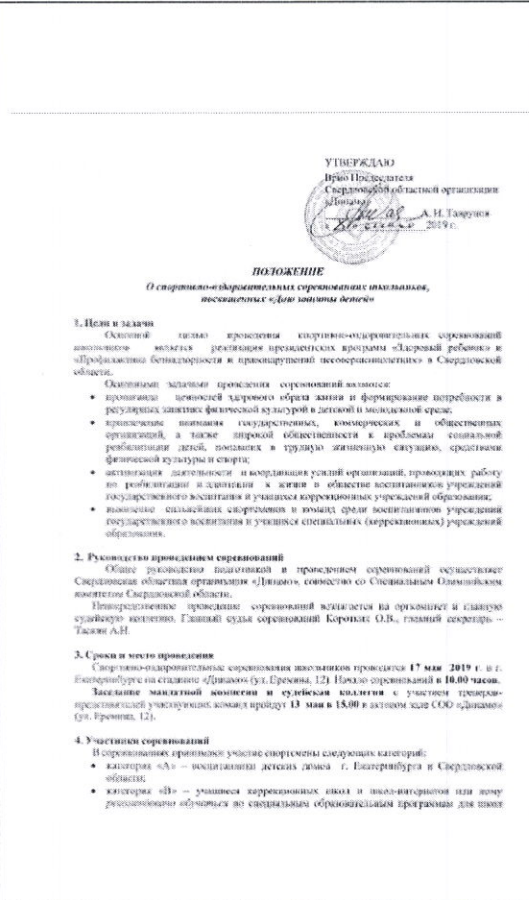 УТВЕРЖДАЮ
Врио Председателя
Свердловской областной организации
«Динамо»
А. И. Таврунов
2019 г.
ПОЛОЖЕНИЕ
О спортивно-оздоровительных соревнованиях школьников,
посвященных «Дню защиты детей»
1. Цели и задачи
Основной целью проведения спортивно-оздоровительных соревнований
школьников является реализация президентских программ «Здоровый ребенок» и
«Профилактика безнадзорности и правонарушений несовершеннолетних» в Свердловской
области.
Основными задачами проведения соревнований являются:
• пропаганда ценностей здорового образа жизни и формирование потребности в
регулярных занятиях физической культурой в детской и молодежной среде;
• привлечение внимания государственных, коммерческих и общественных
организаций, а также широкой общественности к проблемам социальной
реабилитации детей, попавших в трудную жизненную ситуацию, средствами
физической культуры и спорта;
• активизация деятельности и координация усилий организаций, проводящих работу
по реабилитации и адаптации к жизни в обществе воспитанников учреждений
государственного воспитания и учащихся коррекционных учреждений образования;
• выявление сильнейших спортсменов и команд среди воспитанников учреждений
государственного воспитания и учащихся специальных (коррекционных) учреждений
образования.
2. Руководство проведением соревнований
Общее руководство подготовкой и проведением соревнований осуществляет
Свердловская областная организация «Динамо», совместно со Специальным Олимпийским
комитетом Свердловской области.
Непосредственное проведение соревнований возлагается на оргкомитет и главную
судейскую коллегию. Главный судья соревнований Коротких О.В., главный секретарь –
Таскин А.Н.
3. Сроки и место проведения
Спортивно-оздоровительные соревнования школьников проводятся 17 мая 2019 г. в г.
Екатеринбурге на стадионе «Динамо» (ул. Еремина, 12). Начало соревнований в 10.00 часов.
Заседание мандатной комиссии и судейская коллегия с участием тренеров-
представителей участвующих команд пройдут 13 мая в 15.00 в актовом зале СОО «Динамо»
(ул. Еремина, 12).
4. Участники соревнований
В соревнованиях принимают участие спортсмены следующих категорий:
• категория «А» – воспитанники детских домов г. Екатеринбурга и Свердловской
области;
• категория «В» – учащиеся коррекционных школ и школ-интернатов или кому
рекомендовано обучаться по специальным образовательным программам для школ